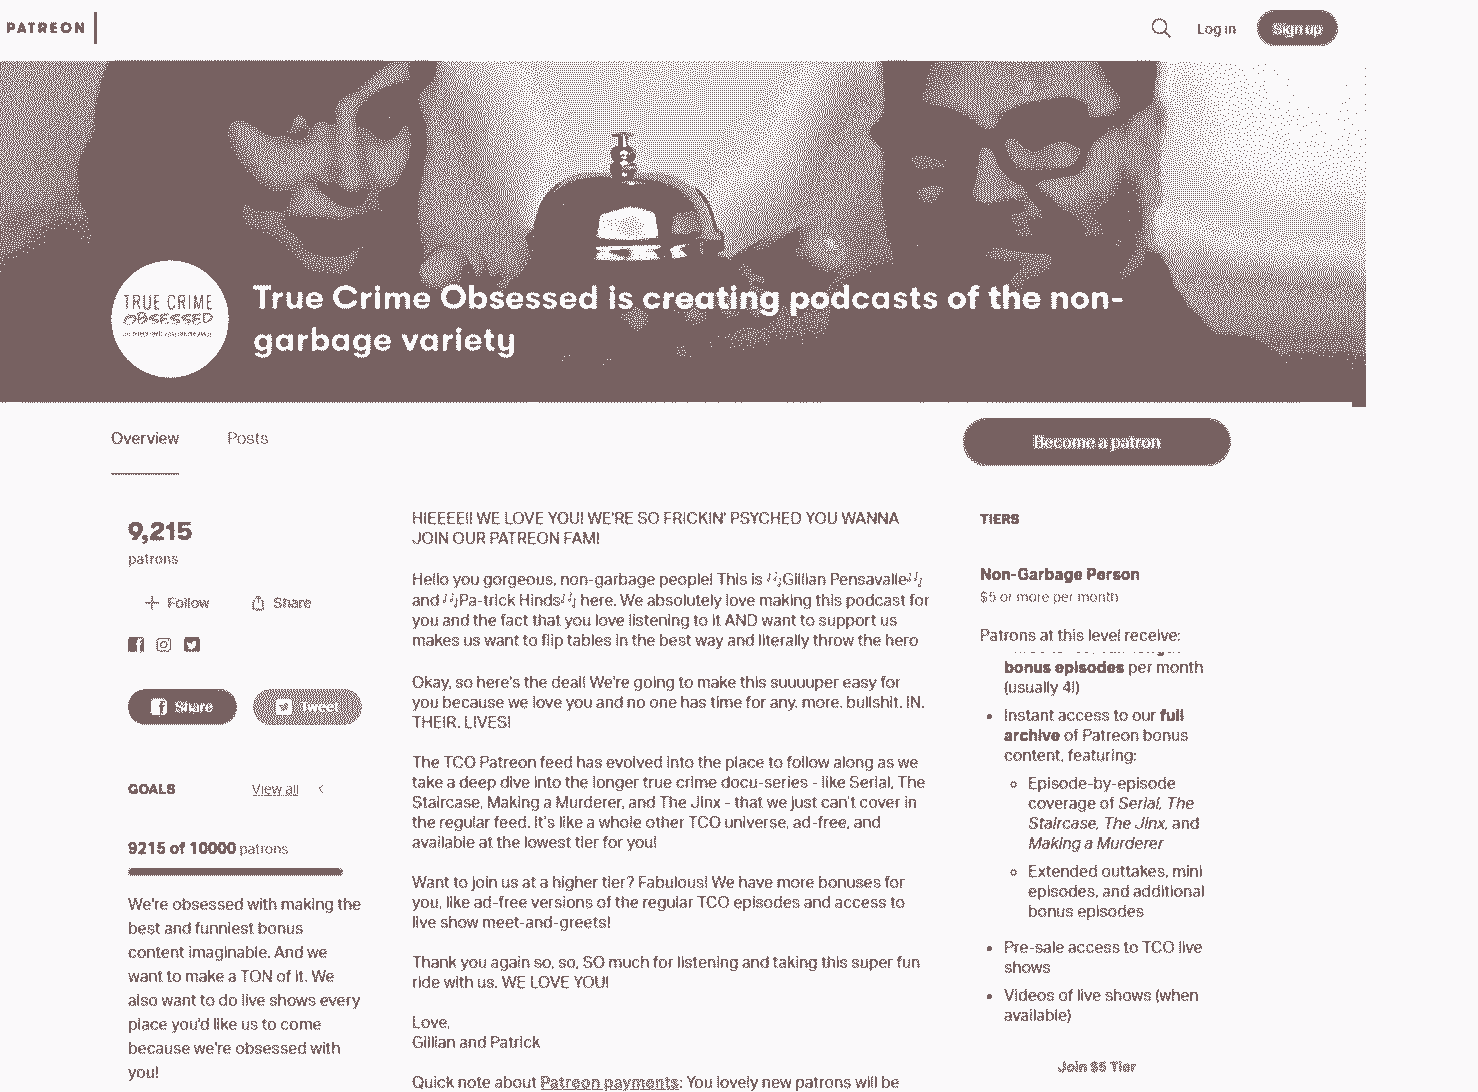 PATREON
Log in
Sign up
TRUE CRIME
OBSESSED
True Crime Obsessed is creating podcasts of the non-
garbage variety
Overview
Posts
Become a patron
9,215
patrons
Follow
Share
Share
Tweet
GOALS
View all
9215 of 10000 patrons
We're obsessed with making the
best and funniest bonus
content imaginable. And we
want to make a TON of it. We
also want to do live shows every
place you'd like us to come
because we're obsessed with
you!
HIEEEE!! WE LOVE YOU! WE'RE SO FRICKIN' PSYCHED YOU WANNA
JOIN OUR PATREON FAM!
Hello you gorgeous, non-garbage people! This is 🎶Gillian Pensavalle🎶
and 🎶Pa-trick Hinds🎶 here. We absolutely love making this podcast for
you and the fact that you love listening to it AND want to support us
makes us want to flip tables in the best way and literally throw the hero
Okay, so here's the deal! We're going to make this suuuuper easy for
you because we love you and no one has time for any. more. bullshit. IN.
THEIR. LIVES!
The TCO Patreon feed has evolved into the place to follow along as we
take a deep dive into the longer true crime docu-series - like Serial, The
Staircase, Making a Murderer, and The Jinx - that we just can't cover in
the regular feed. It's like a whole other TCO universe, ad-free, and
available at the lowest tier for you!
Want to join us at a higher tier? Fabulous! We have more bonuses for
you, like ad-free versions of the regular TCO episodes and access to
live show meet-and-greets!
Thank you again so, so, SO much for listening and taking this super fun
ride with us. WE LOVE YOU!
Love,
Gillian and Patrick
Quick note about Patreon payments: You lovely new patrons will be
TIERS
Non-Garbage Person
$5 or more per month
Patrons at this level receive:
bonus episodes per month
(usually 4!)
• Instant access to our full
archive of Patreon bonus
content, featuring:
Episode-by-episode
coverage of Serial, The
Staircase, The Jinx, and
Making a Murderer
Extended outtakes, mini
episodes, and additional
bonus episodes
• Pre-sale access to TCO live
shows
• Videos of live shows (when
available)
Join $5 Tier